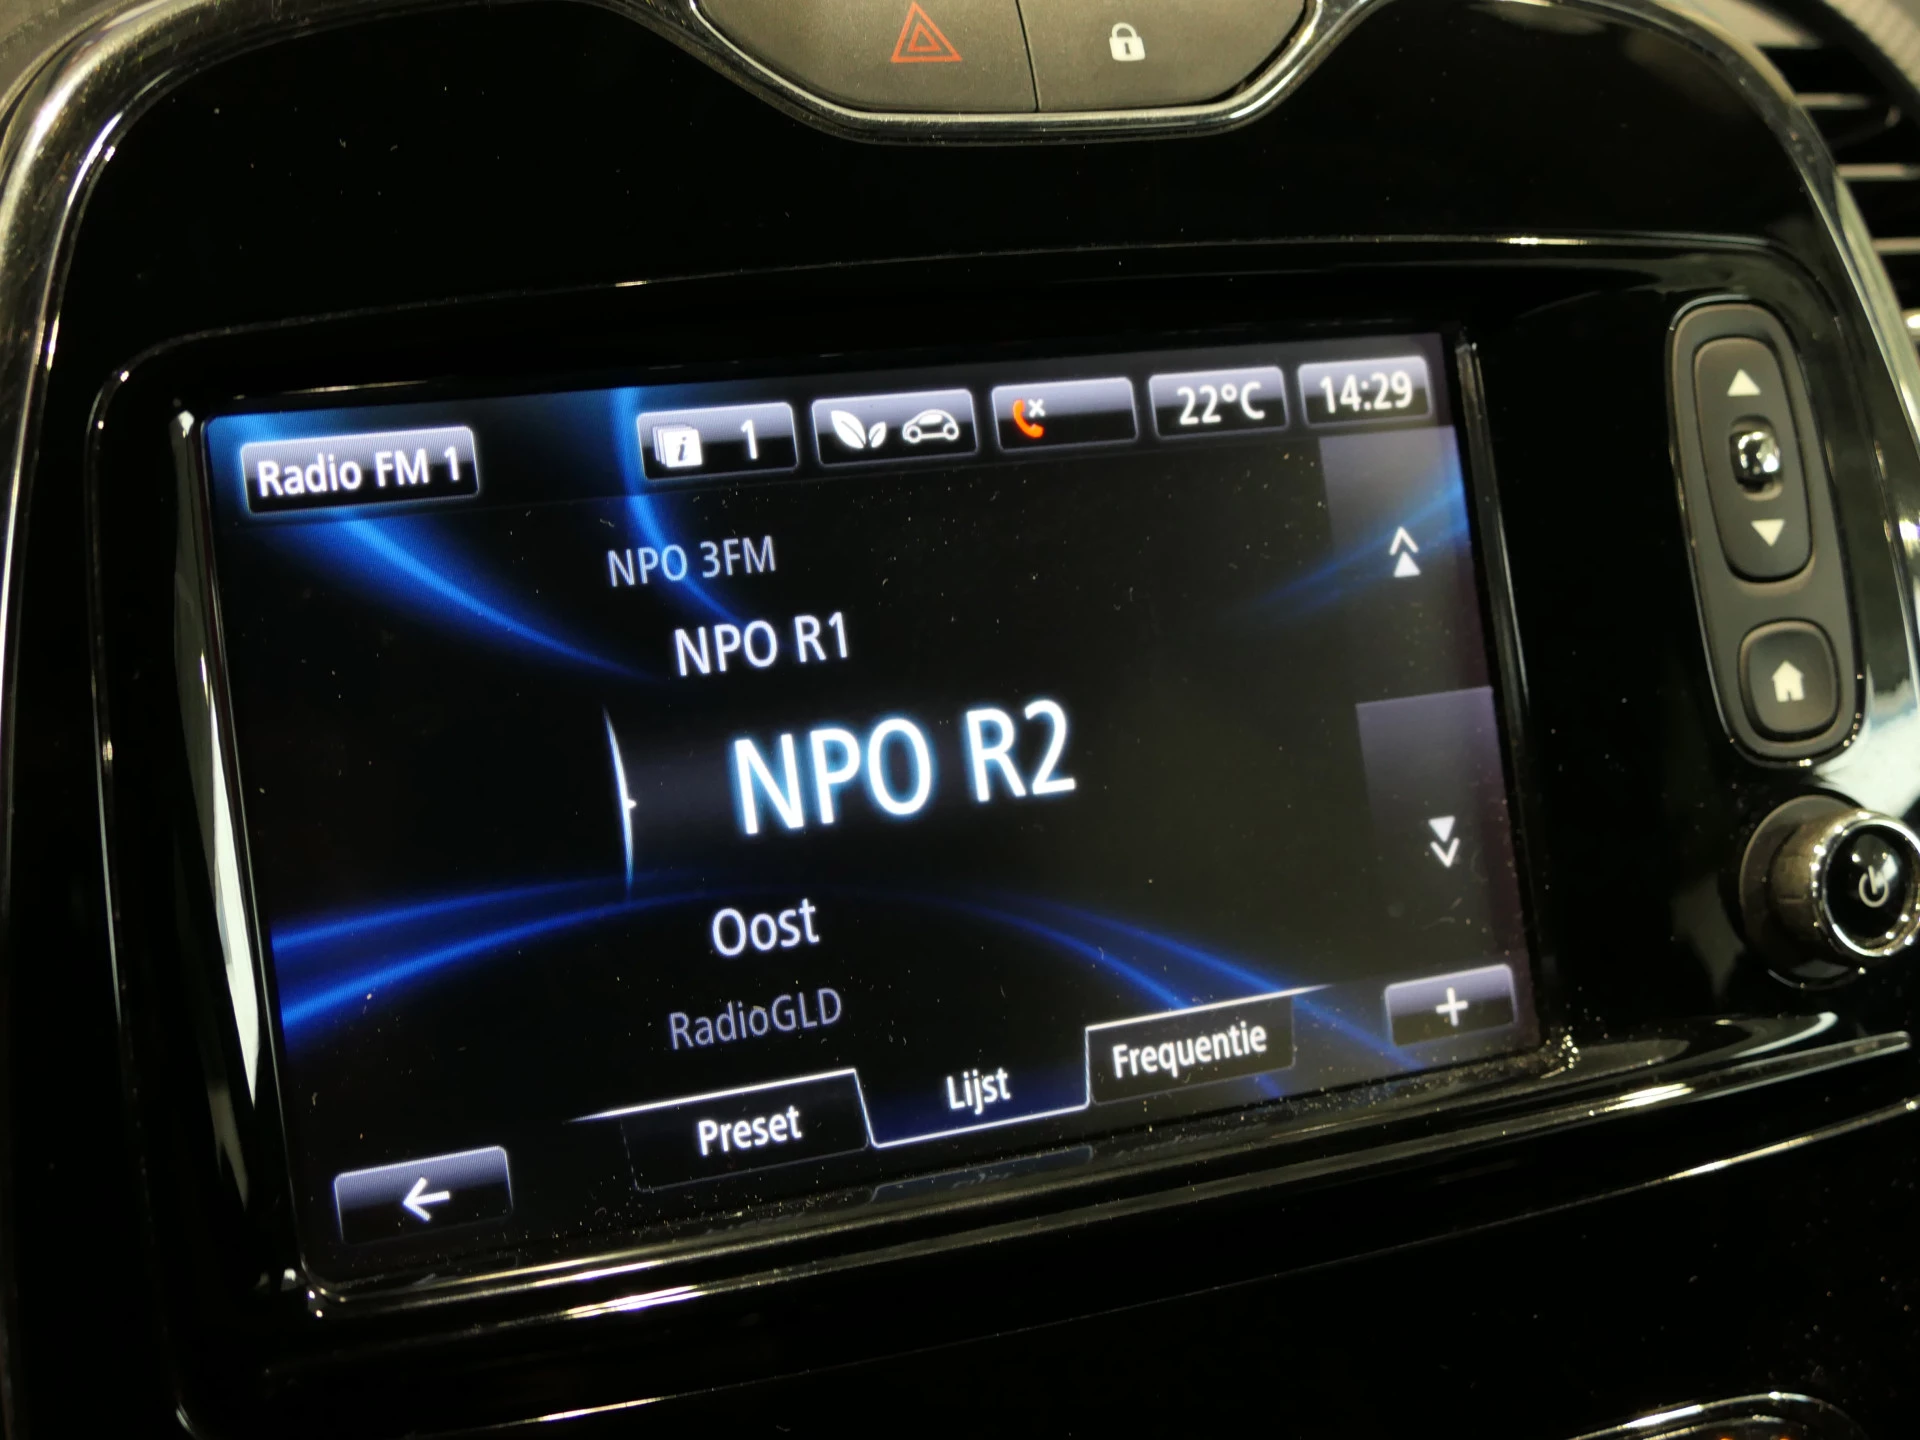 Radio FM 1
1
22°C
14:29
NPO 3FM
NPO R1
NPO R2
Oost
RadioGLD
Preset
Lijst
Frequentie